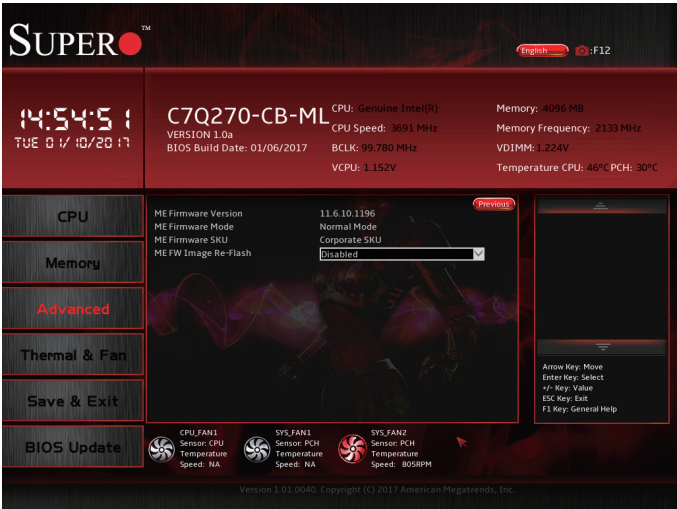 SUPER TM
English :F12
14:54:51
TUE 01/10/2017
C7Q270-CB-ML
VERSION 1.0a
BIOS Build Date: 01/06/2017
CPU: Genuine Intel(R)
CPU Speed: 3691 MHz
BCLK: 99.780 MHz
VCPU: 1.152V
Memory: 4096 MB
Memory Frequency: 2133 MHz
VDIMM: 1.224V
Temperature CPU: 46°C PCH: 30°C
CPU
Memory
Advanced
Thermal & Fan
Save & Exit
BIOS Update
Previous
ME Firmware Version 11.6.10.1196
ME Firmware Mode Normal Mode
ME Firmware SKU Corporate SKU
ME FW Image Re-Flash Disabled
Arrow Key: Move
Enter Key: Select
+/- Key: Value
ESC Key: Exit
F1 Key: General Help
CPU_FAN1
Sensor: CPU
Temperature
Speed: NA
SYS_FAN1
Sensor: PCH
Temperature
Speed: NA
SYS_FAN2
Sensor: PCH
Temperature
Speed: 805RPM
Version 1.01.0040. Copyright (C) 2017 American Megatrends, Inc.